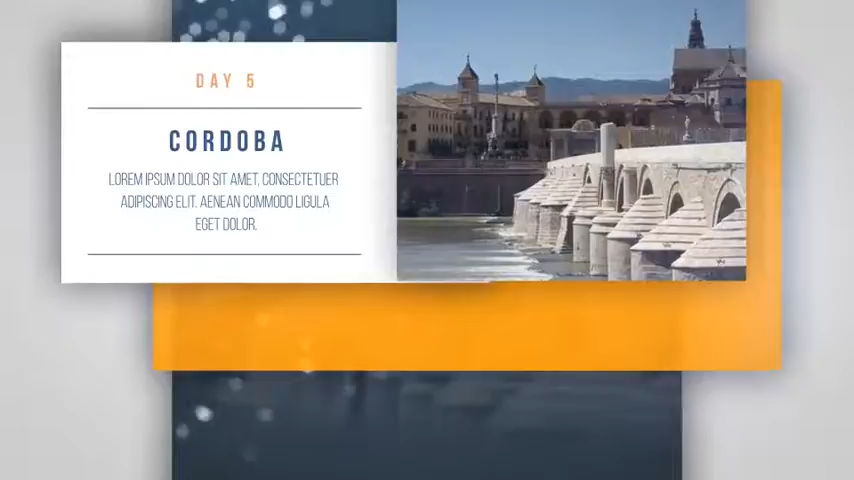 DAY 5
CORDOBA
LOREM IPSUM DOLOR SIT AMET, CONSECTETUER
ADIPISCING ELIT. AENEAN COMMODO LIGULA
EGET DOLOR.